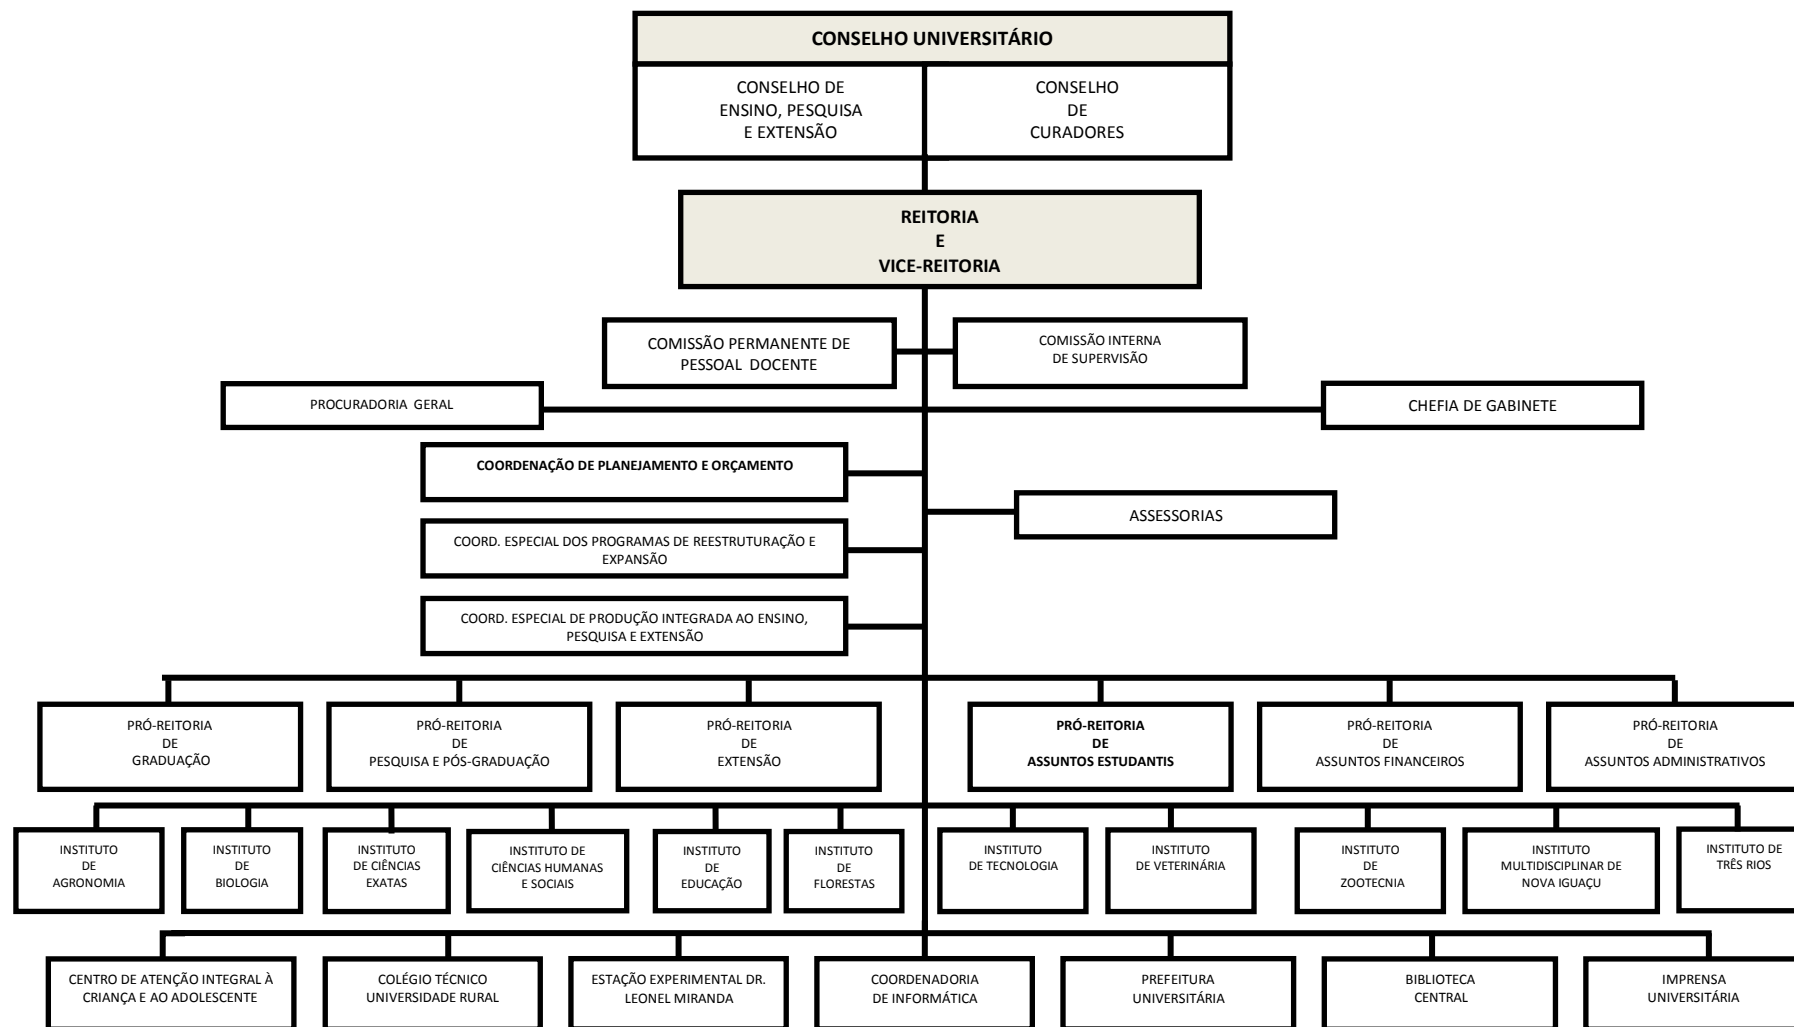 CONSELHO UNIVERSITÁRIO
CONSELHO DE
ENSINO, PESQUISA
E EXTENSÃO
CONSELHO
DE
CURADORES
REITORIA
E
VICE-REITORIA
COMISSÃO PERMANENTE DE
PESSOAL DOCENTE
COMISSÃO INTERNA
DE SUPERVISÃO
PROCURADORIA GERAL
CHEFIA DE GABINETE
COORDENAÇÃO DE PLANEJAMENTO E ORÇAMENTO
ASSESSORIAS
COORD. ESPECIAL DOS PROGRAMAS DE REESTRUTURAÇÃO E
EXPANSÃO
COORD. ESPECIAL DE PRODUÇÃO INTEGRADA AO ENSINO,
PESQUISA E EXTENSÃO
PRÓ-REITORIA
DE
GRADUAÇÃO
PRÓ-REITORIA
DE
PESQUISA E PÓS-GRADUAÇÃO
PRÓ-REITORIA
DE
EXTENSÃO
PRÓ-REITORIA
DE
ASSUNTOS ESTUDANTIS
PRÓ-REITORIA
DE
ASSUNTOS FINANCEIROS
PRÓ-REITORIA
DE
ASSUNTOS ADMINISTRATIVOS
INSTITUTO
DE
AGRONOMIA
INSTITUTO
DE
BIOLOGIA
INSTITUTO
DE CIÊNCIAS
EXATAS
INSTITUTO DE
CIÊNCIAS HUMANAS
E SOCIAIS
INSTITUTO
DE
EDUCAÇÃO
INSTITUTO
DE
FLORESTAS
INSTITUTO
DE TECNOLOGIA
INSTITUTO
DE VETERINÁRIA
INSTITUTO
DE
ZOOTECNIA
INSTITUTO
MULTIDISCIPLINAR DE
NOVA IGUAÇU
INSTITUTO DE
TRÊS RIOS
CENTRO DE ATENÇÃO INTEGRAL À
CRIANÇA E AO ADOLESCENTE
COLÉGIO TÉCNICO
UNIVERSIDADE RURAL
ESTAÇÃO EXPERIMENTAL DR.
LEONEL MIRANDA
COORDENADORIA
DE INFORMÁTICA
PREFEITURA
UNIVERSITÁRIA
BIBLIOTECA
CENTRAL
IMPRENSA
UNIVERSITÁRIA